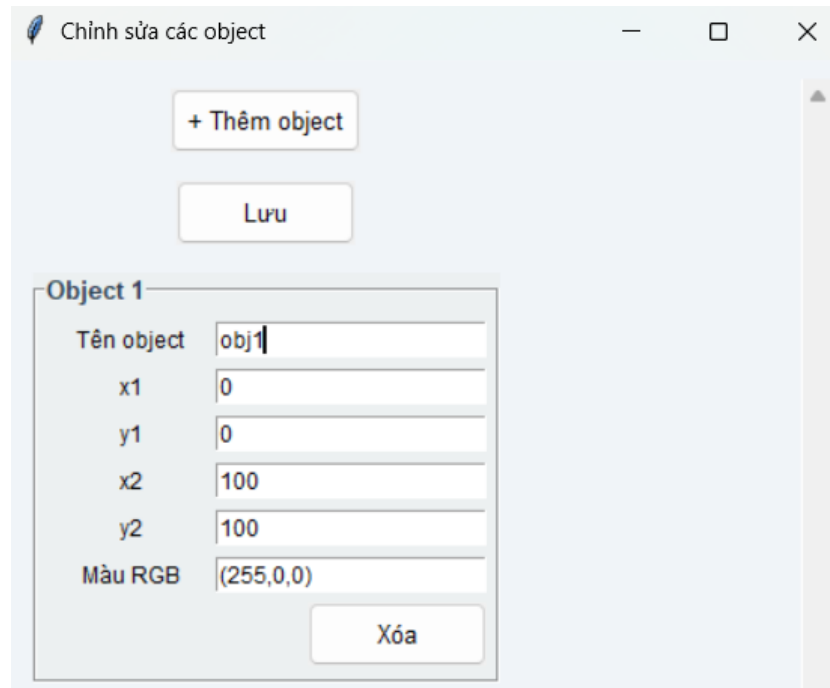 Chỉnh sửa các object
+ Thêm object
Lưu
Object 1
Tên object obj1
x1 0
y1 0
x2 100
y2 100
Màu RGB (255,0,0)
Xóa